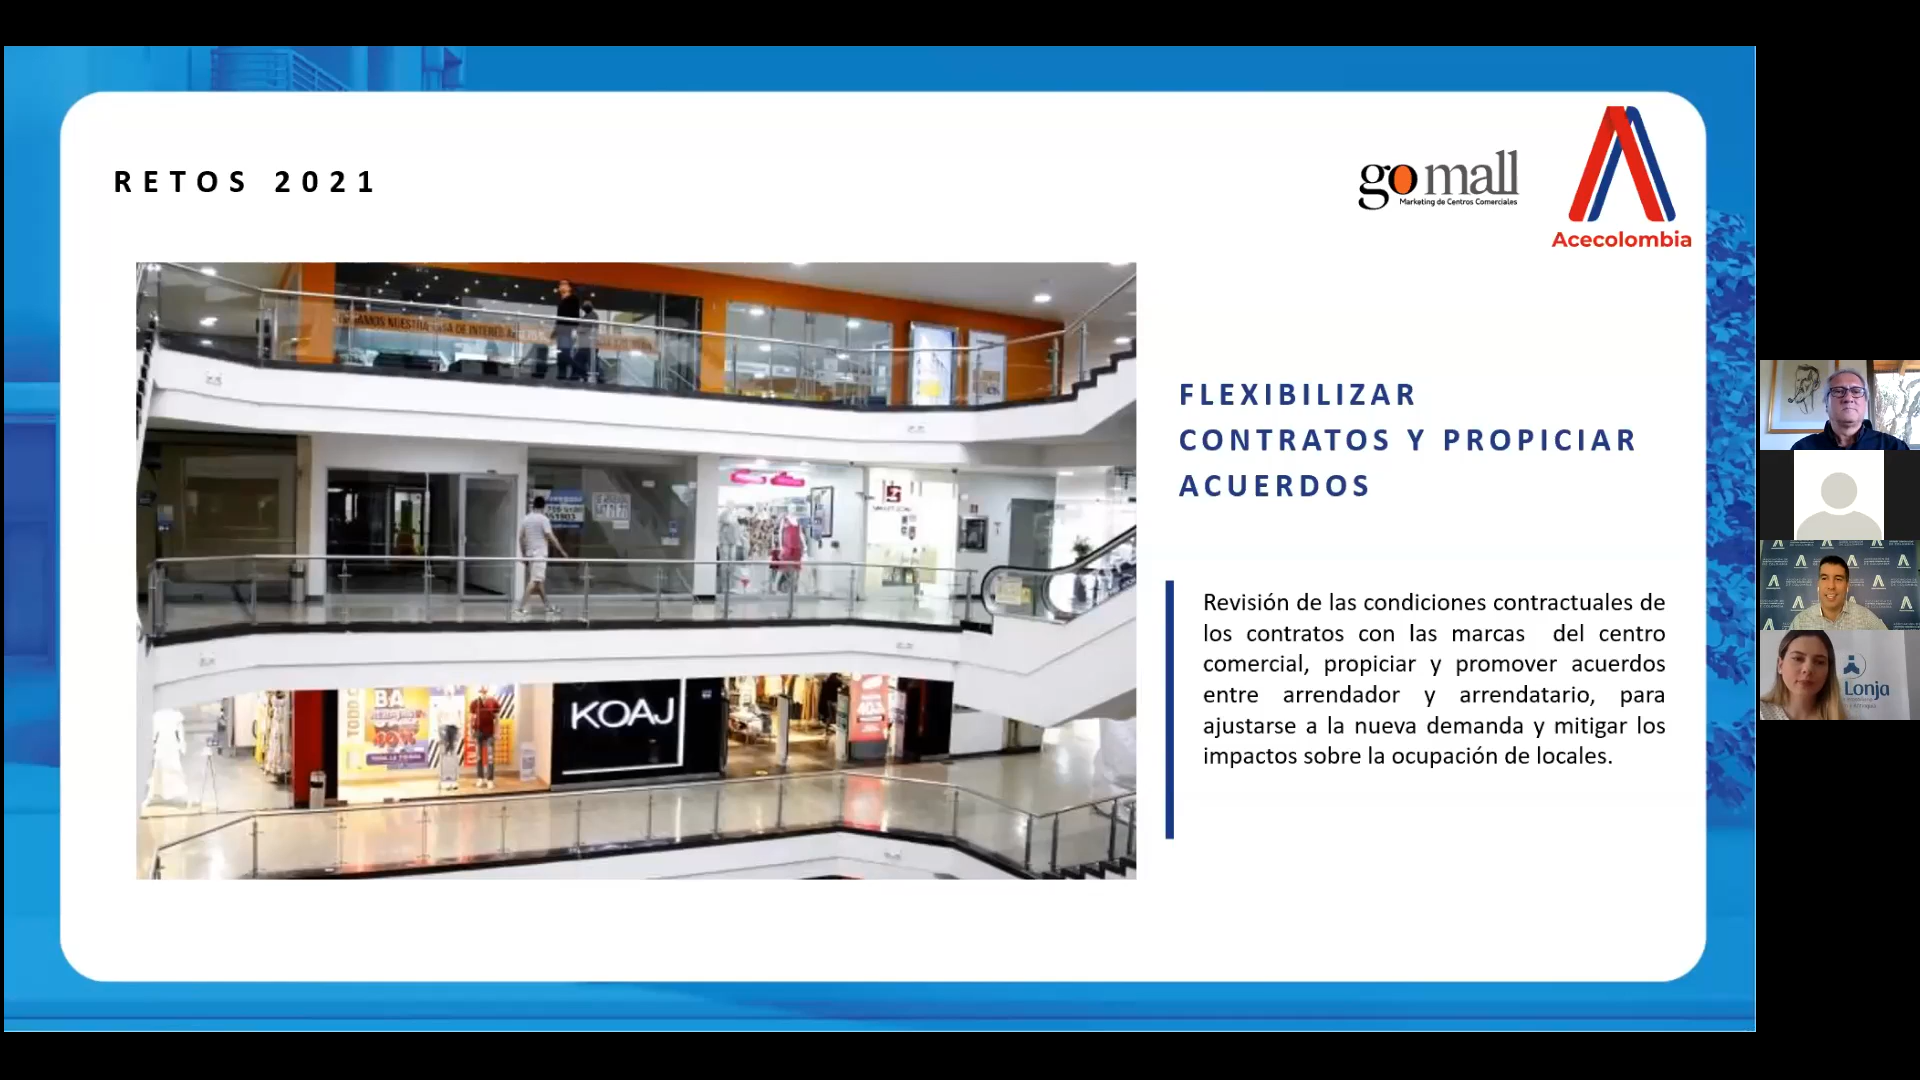 RETOS 2021
go mall
Marketing de Centros Comerciales
Acecolombia
FLEXIBILIZAR
CONTRATOS Y PROPICIAR
ACUERDOS
Revisión de las condiciones contractuales de
los contratos con las marcas del centro
comercial, propiciar y promover acuerdos
entre arrendador y arrendatario, para
ajustarse a la nueva demanda y mitigar los
impactos sobre la ocupación de locales.
KOAJ
Lonja